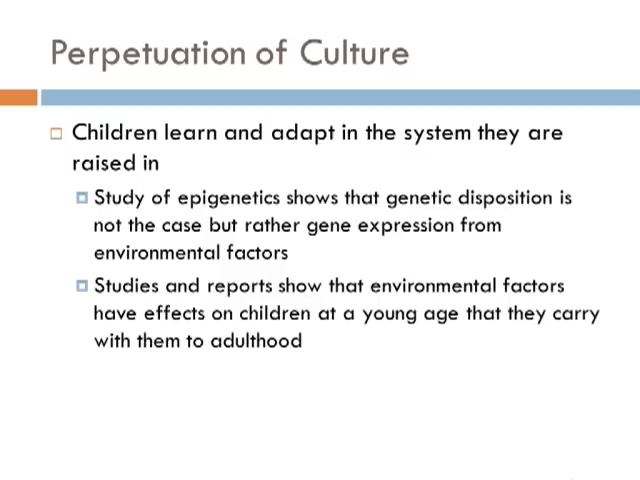 Perpetuation of Culture
Children learn and adapt in the system they are
raised in
Study of epigenetics shows that genetic disposition is
not the case but rather gene expression from
environmental factors
Studies and reports show that environmental factors
have effects on children at a young age that they carry
with them to adulthood